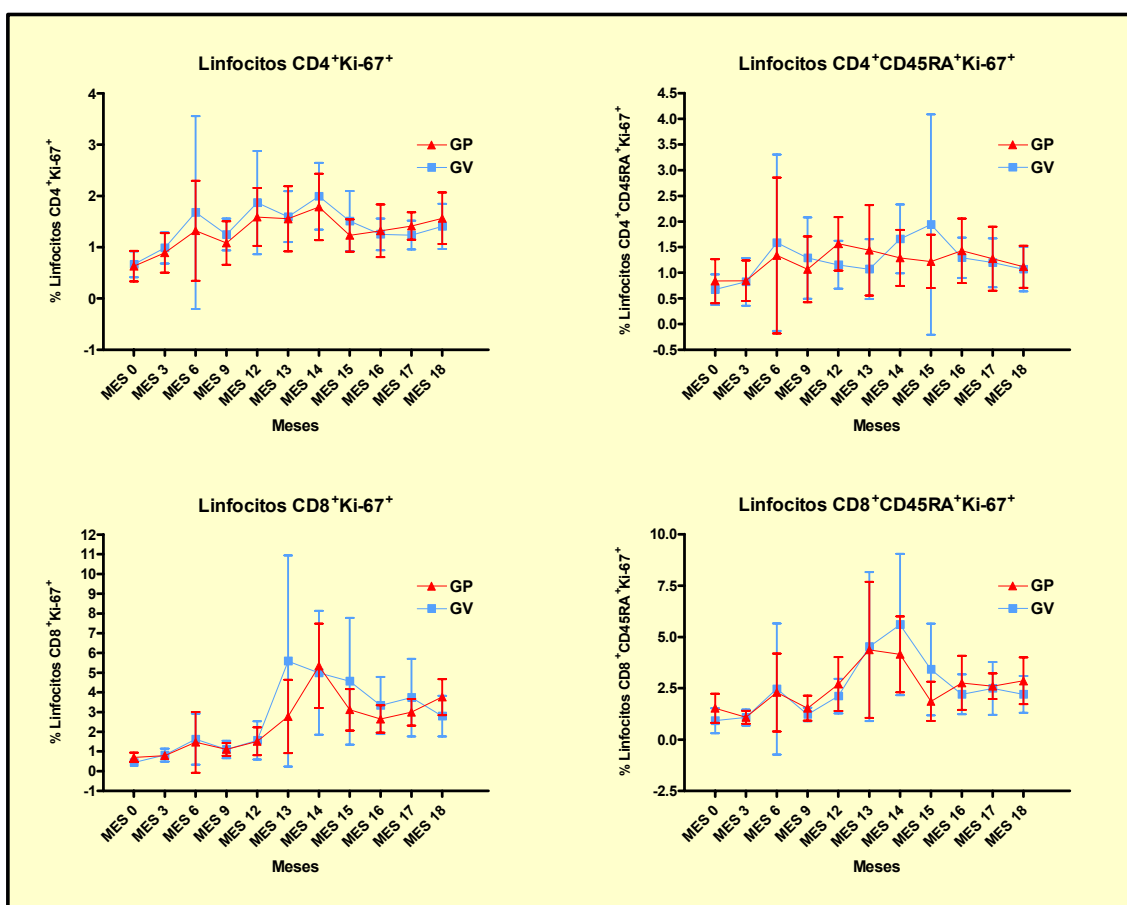 Linfocitos CD4⁺Ki-67⁺
% Linfocitos CD4⁺Ki-67⁺
4
3
2
1
0
-1
GP
GV
MES 0
MES 3
MES 6
MES 9
MES 12
MES 13
MES 14
MES 15
MES 16
MES 17
MES 18
Meses
Linfocitos CD4⁺CD45RA⁺Ki-67⁺
% Linfocitos CD4⁺CD45RA⁺Ki-67⁺
4.5
4.0
3.5
3.0
2.5
2.0
1.5
1.0
0.5
0.0
-0.5
GP
GV
MES 0
MES 3
MES 6
MES 9
MES 12
MES 13
MES 14
MES 15
MES 16
MES 17
MES 18
Meses
Linfocitos CD8⁺Ki-67⁺
% Linfocitos CD8⁺Ki-67⁺
12
11
10
9
8
7
6
5
4
3
2
1
0
-1
GP
GV
MES 0
MES 3
MES 6
MES 9
MES 12
MES 13
MES 14
MES 15
MES 16
MES 17
MES 18
Meses
Linfocitos CD8⁺CD45RA⁺Ki-67⁺
% Linfocitos CD8⁺CD45RA⁺Ki-67⁺
10.0
7.5
5.0
2.5
0.0
-2.5
GP
GV
MES 0
MES 3
MES 6
MES 9
MES 12
MES 13
MES 14
MES 15
MES 16
MES 17
MES 18
Meses